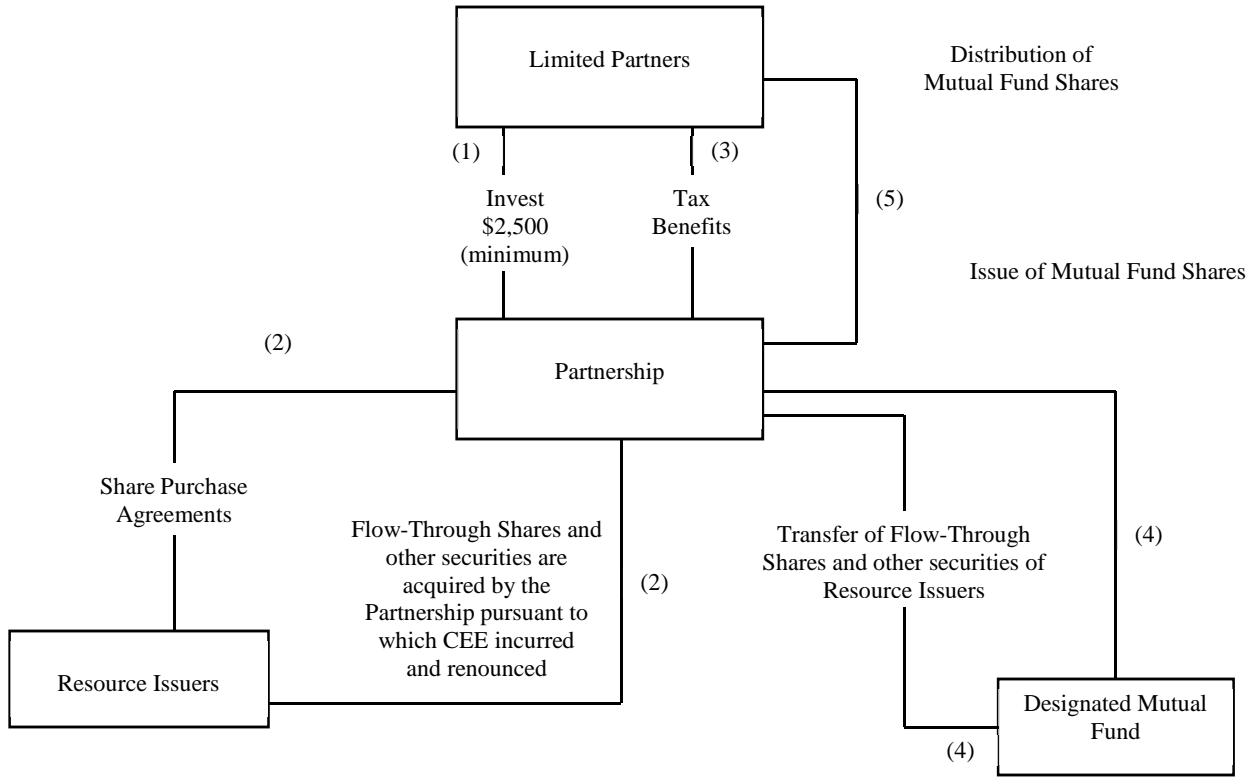 Limited Partners
Distribution of
Mutual Fund Shares
(1)
(3)
Invest
$2,500
(minimum)
Tax
Benefits
(5)
Issue of Mutual Fund Shares
(2)
Partnership
Share Purchase
Agreements
Flow-Through Shares and
other securities are
acquired by the
Partnership pursuant to
which CEE incurred
and renounced
(2)
Transfer of Flow-Through
Shares and other securities of
Resource Issuers
(4)
Resource Issuers
Designated Mutual
Fund
(4)